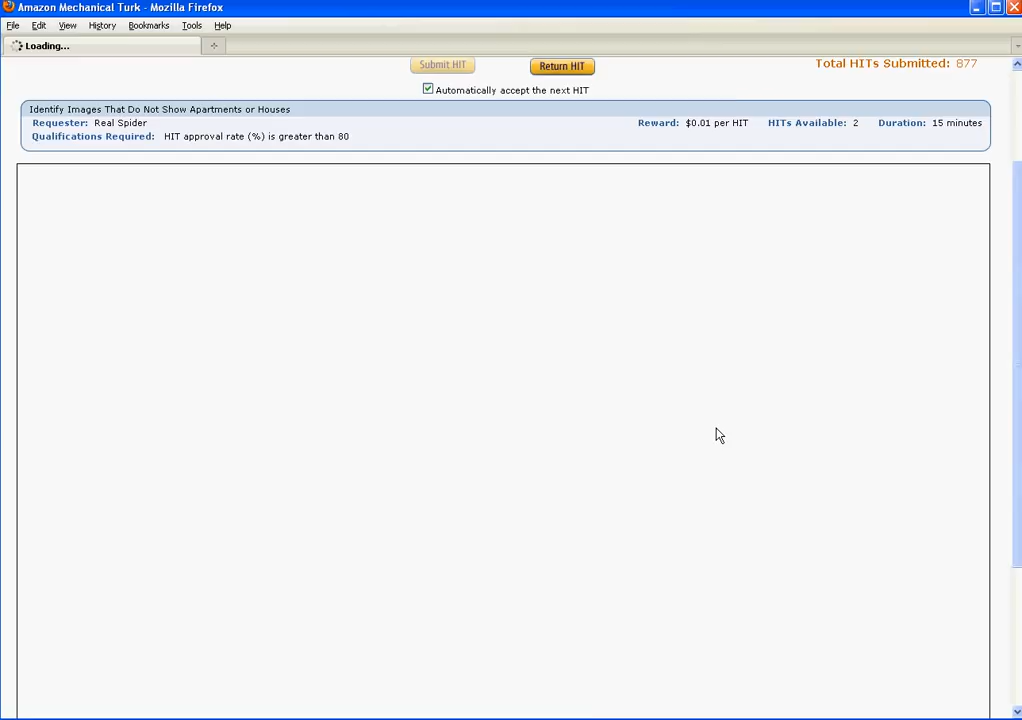 Amazon Mechanical Turk - Mozilla Firefox
File Edit View History Bookmarks Tools Help
Loading...
Submit HIT Return HIT Total HITs Submitted: 877
Automatically accept the next HIT
Identify Images That Do Not Show Apartments or Houses
Requester: Real Spider Reward: $0.01 per HIT HITs Available: 2 Duration: 15 minutes
Qualifications Required: HIT approval rate (%) is greater than 80